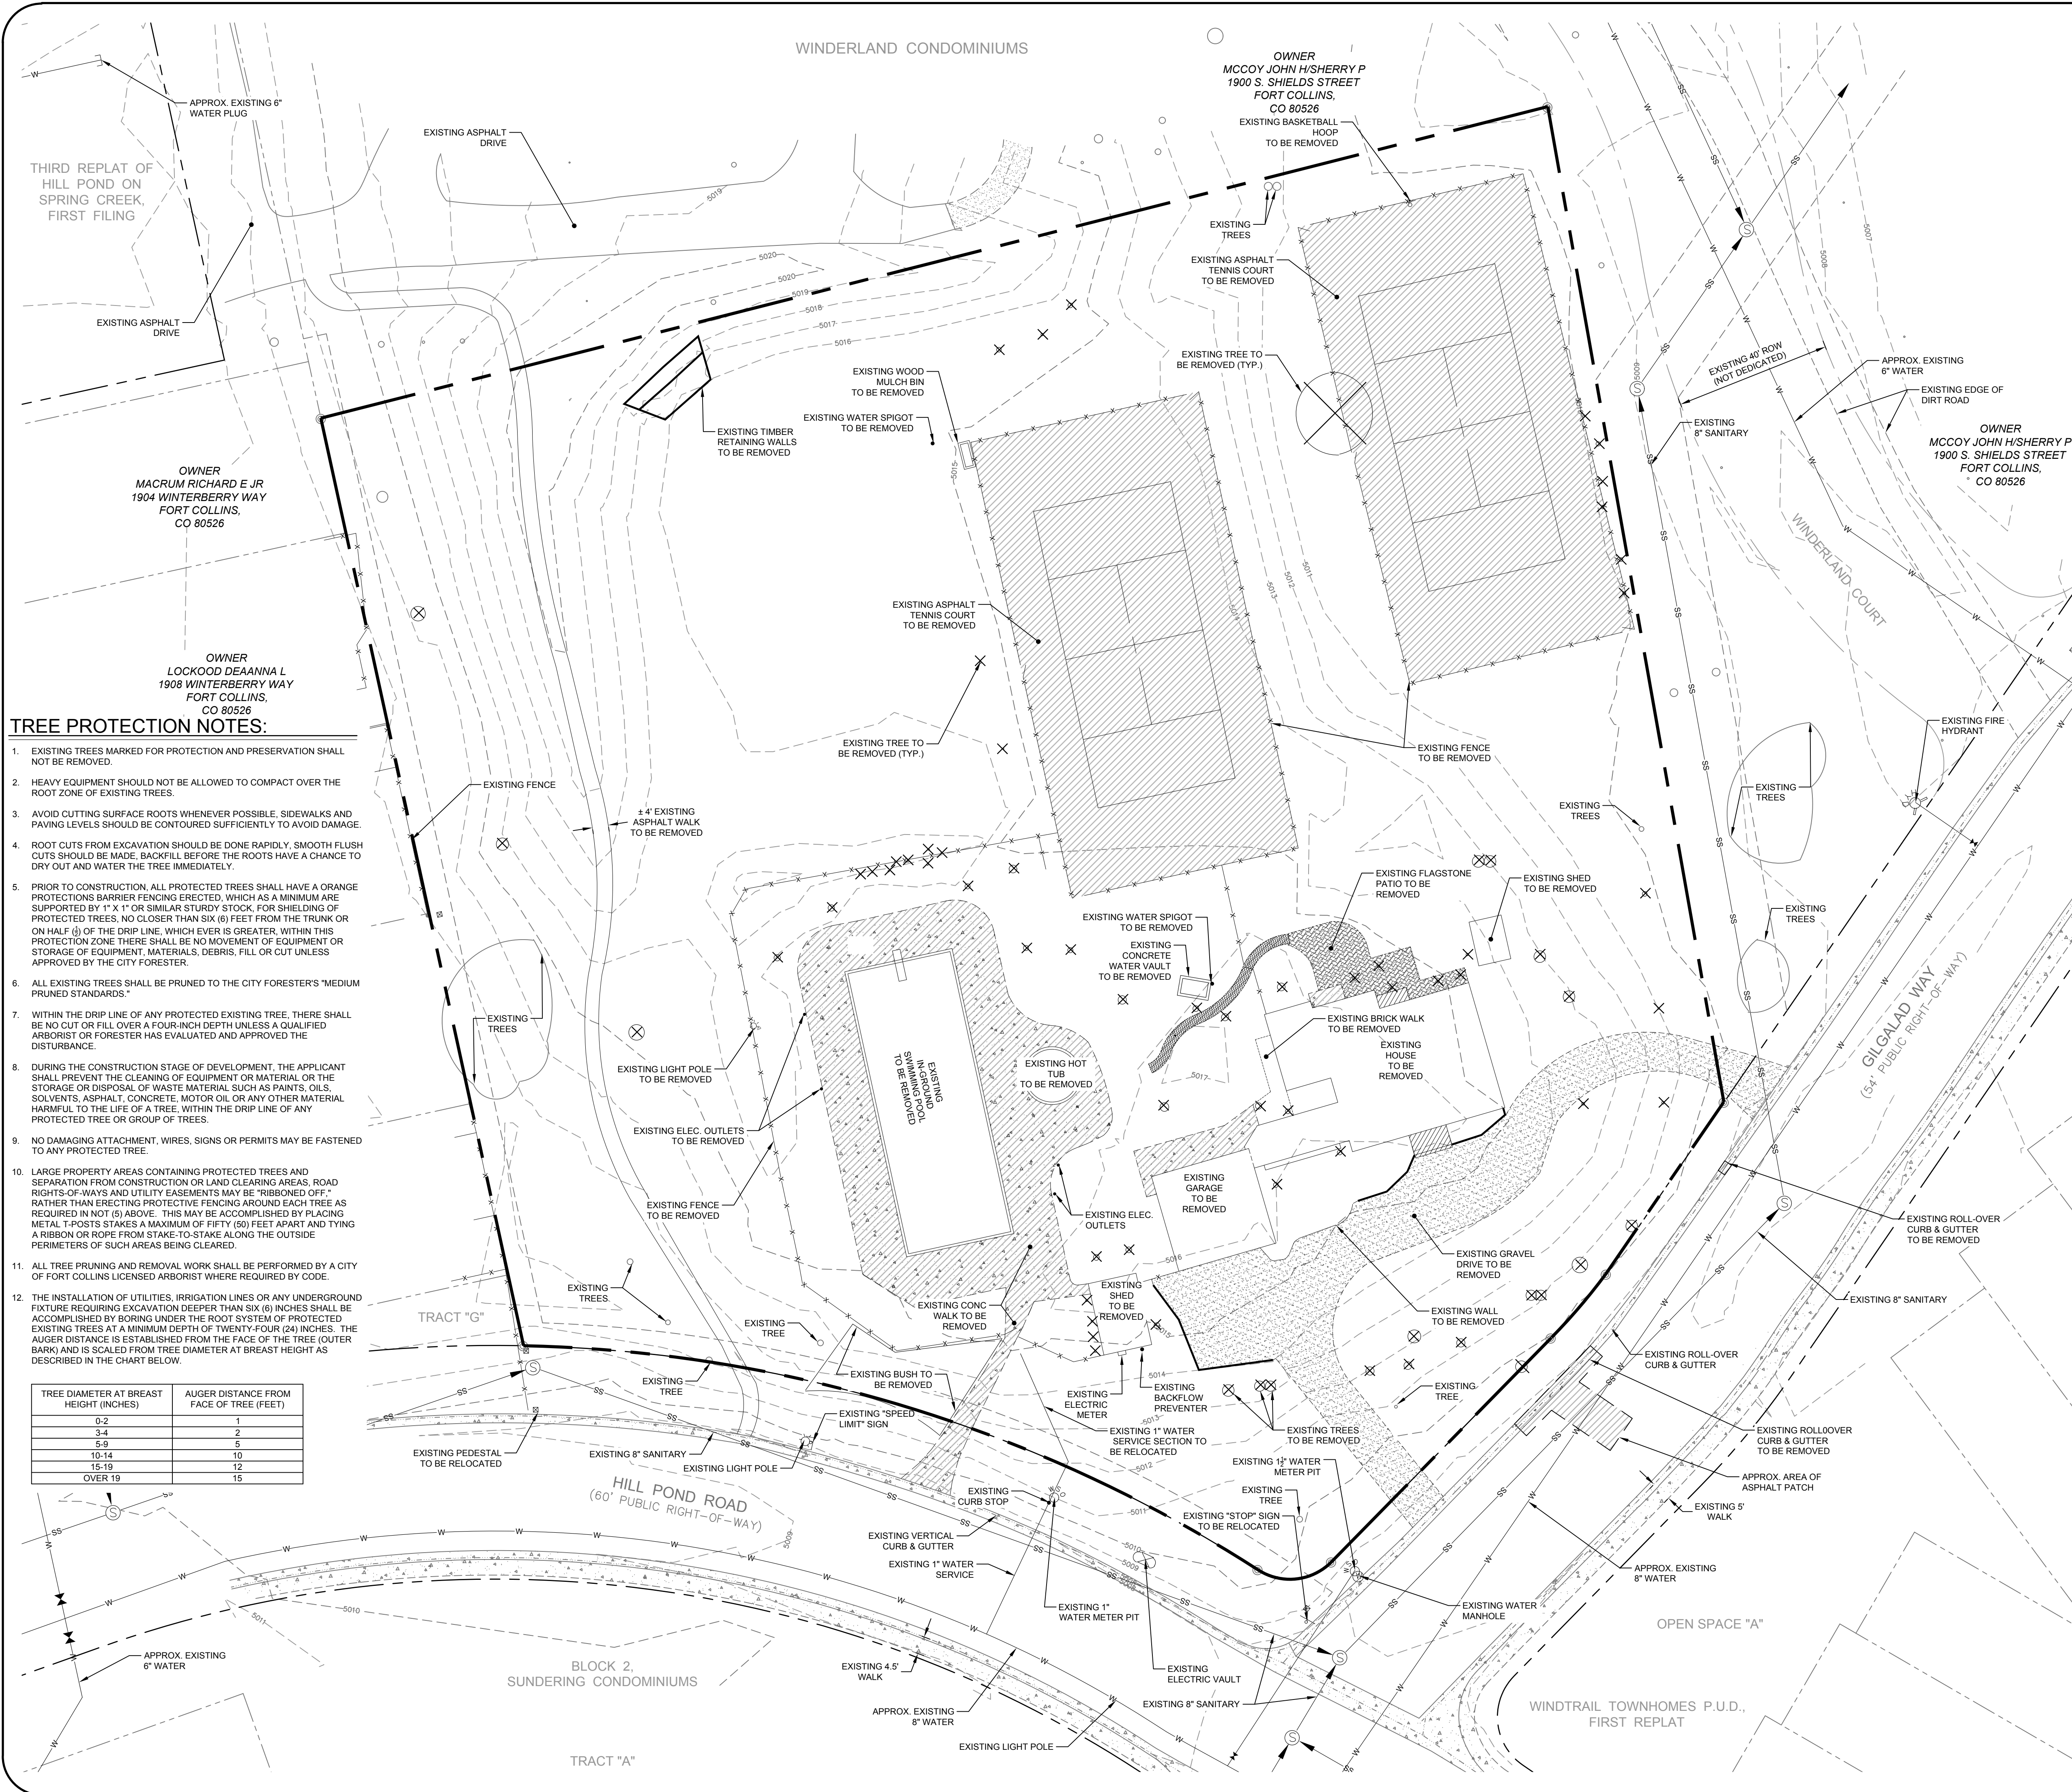 WINDERLAND CONDOMINIUMS
OWNER
MCCOY JOHN H/SHERRY P
1900 S. SHIELDS STREET
FORT COLLINS,
CO 80526
EXISTING BASKETBALL
HOOP
TO BE REMOVED
APPROX. EXISTING 6"
WATER PLUG
EXISTING ASPHALT
DRIVE
THIRD REPLAT OF
HILL POND ON
SPRING CREEK,
FIRST FILING
EXISTING ASPHALT
DRIVE
EXISTING
TREES
EXISTING ASPHALT
TENNIS COURT
TO BE REMOVED
5019
5020
5020
5019
5018
5017
5016
5007
5008
5009
EXISTING 40' ROW
(NOT DEDICATED)
APPROX. EXISTING
6" WATER
EXISTING EDGE OF
DIRT ROAD
EXISTING
8" SANITARY
OWNER
MCCOY JOHN H/SHERRY P
1900 S. SHIELDS STREET
FORT COLLINS,
CO 80526
EXISTING TREE TO
BE REMOVED (TYP.)
EXISTING WOOD
MULCH BIN
TO BE REMOVED
EXISTING WATER SPIGOT
TO BE REMOVED
EXISTING TIMBER
RETAINING WALLS
TO BE REMOVED
5015
OWNER
MACRUM RICHARD E JR
1904 WINTERBERRY WAY
FORT COLLINS,
CO 80526
WINDERLAND COURT
5011
5012
5013
5014
EXISTING ASPHALT
TENNIS COURT
TO BE REMOVED
OWNER
LOCKOOD DEAANNA L
1908 WINTERBERRY WAY
FORT COLLINS,
CO 80526
EXISTING TREE TO
BE REMOVED (TYP.)
EXISTING FENCE
TO BE REMOVED
EXISTING FIRE
HYDRANT
EXISTING
TREES
EXISTING
TREES
EXISTING FENCE
± 4' EXISTING
ASPHALT WALK
TO BE REMOVED
TREE PROTECTION NOTES:
1. EXISTING TREES MARKED FOR PROTECTION AND PRESERVATION SHALL
NOT BE REMOVED.
2. HEAVY EQUIPMENT SHOULD NOT BE ALLOWED TO COMPACT OVER THE
ROOT ZONE OF EXISTING TREES.
3. AVOID CUTTING SURFACE ROOTS WHENEVER POSSIBLE, SIDEWALKS AND
PAVING LEVELS SHOULD BE CONTOURED SUFFICIENTLY TO AVOID DAMAGE.
4. ROOT CUTS FROM EXCAVATION SHOULD BE DONE RAPIDLY, SMOOTH FLUSH
CUTS SHOULD BE MADE, BACKFILL BEFORE THE ROOTS HAVE A CHANCE TO
DRY OUT AND WATER THE TREE IMMEDIATELY.
5. PRIOR TO CONSTRUCTION, ALL PROTECTED TREES SHALL HAVE A ORANGE
PROTECTIONS BARRIER FENCING ERECTED, WHICH AS A MINIMUM ARE
SUPPORTED BY 1" X 1" OR SIMILAR STURDY STOCK, FOR SHIELDING OF
PROTECTED TREES, NO CLOSER THAN SIX (6) FEET FROM THE TRUNK OR
ON HALF (½) OF THE DRIP LINE, WHICH EVER IS GREATER, WITHIN THIS
PROTECTION ZONE THERE SHALL BE NO MOVEMENT OF EQUIPMENT OR
STORAGE OF EQUIPMENT, MATERIALS, DEBRIS, FILL OR CUT UNLESS
APPROVED BY THE CITY FORESTER.
6. ALL EXISTING TREES SHALL BE PRUNED TO THE CITY FORESTER'S "MEDIUM
PRUNED STANDARDS."
7. WITHIN THE DRIP LINE OF ANY PROTECTED EXISTING TREE, THERE SHALL
BE NO CUT OR FILL OVER A FOUR-INCH DEPTH UNLESS A QUALIFIED
ARBORIST OR FORESTER HAS EVALUATED AND APPROVED THE
DISTURBANCE.
8. DURING THE CONSTRUCTION STAGE OF DEVELOPMENT, THE APPLICANT
SHALL PREVENT THE CLEANING OF EQUIPMENT OR MATERIAL OR THE
STORAGE OR DISPOSAL OF WASTE MATERIAL SUCH AS PAINTS, OILS,
SOLVENTS, ASPHALT, CONCRETE, MOTOR OIL OR ANY OTHER MATERIAL
HARMFUL TO THE LIFE OF A TREE, WITHIN THE DRIP LINE OF ANY
PROTECTED TREE OR GROUP OF TREES.
9. NO DAMAGING ATTACHMENT, WIRES, SIGNS OR PERMITS MAY BE FASTENED
TO ANY PROTECTED TREE.
10. LARGE PROPERTY AREAS CONTAINING PROTECTED TREES AND
SEPARATION FROM CONSTRUCTION OR LAND CLEARING AREAS, ROAD
RIGHTS-OF-WAYS AND UTILITY EASEMENTS MAY BE "RIBBONED OFF,"
RATHER THAN ERECTING PROTECTIVE FENCING AROUND EACH TREE AS
REQUIRED IN NOT (5) ABOVE. THIS MAY BE ACCOMPLISHED BY PLACING
METAL T-POSTS STAKES A MAXIMUM OF FIFTY (50) FEET APART AND TYING
A RIBBON OR ROPE FROM STAKE-TO-STAKE ALONG THE OUTSIDE
PERIMETERS OF SUCH AREAS BEING CLEARED.
11. ALL TREE PRUNING AND REMOVAL WORK SHALL BE PERFORMED BY A CITY
OF FORT COLLINS LICENSED ARBORIST WHERE REQUIRED BY CODE.
12. THE INSTALLATION OF UTILITIES, IRRIGATION LINES OR ANY UNDERGROUND
FIXTURE REQUIRING EXCAVATION DEEPER THAN SIX (6) INCHES SHALL BE
ACCOMPLISHED BY BORING UNDER THE ROOT SYSTEM OF PROTECTED
EXISTING TREES AT A MINIMUM DEPTH OF TWENTY-FOUR (24) INCHES. THE
AUGER DISTANCE IS ESTABLISHED FROM THE FACE OF THE TREE (OUTER
BARK) AND IS SCALED FROM TREE DIAMETER AT BREAST HEIGHT AS
DESCRIBED IN THE CHART BELOW.
TREE DIAMETER AT BREAST
HEIGHT (INCHES)
AUGER DISTANCE FROM
FACE OF TREE (FEET)
0-2 1
3-4 2
5-9 5
10-14 10
15-19 12
OVER 19 15
EXISTING FLAGSTONE
PATIO TO BE
REMOVED
EXISTING SHED
TO BE REMOVED
EXISTING
TREES
EXISTING WATER SPIGOT
TO BE REMOVED
EXISTING
CONCRETE
WATER VAULT
TO BE REMOVED
EXISTING
TREES
EXISTING BRICK WALK
TO BE REMOVED
EXISTING
HOUSE
TO BE
REMOVED
EXISTING LIGHT POLE
TO BE REMOVED
EXISTING
IN-GROUND
SWIMMING POOL
TO BE REMOVED
EXISTING HOT
TUB
TO BE REMOVED
5017
GILGALAD WAY
(54' PUBLIC RIGHT-OF-WAY)
EXISTING ELEC. OUTLETS
TO BE REMOVED
EXISTING FENCE
TO BE REMOVED
EXISTING
GARAGE
TO BE
REMOVED
EXISTING ELEC.
OUTLETS
5016
EXISTING GRAVEL
DRIVE TO BE
REMOVED
EXISTING ROLL-OVER
CURB & GUTTER
TO BE REMOVED
EXISTING 8" SANITARY
EXISTING
TREES
TRACT "G"
EXISTING
TREE
EXISTING CONC
WALK TO BE
REMOVED
EXISTING
SHED
TO BE
REMOVED
5015
EXISTING WALL
TO BE REMOVED
EXISTING ROLL-OVER
CURB & GUTTER
EXISTING
TREE
EXISTING BUSH TO
BE REMOVED
EXISTING
ELECTRIC
METER
EXISTING
BACKFLOW
PREVENTER
5014
5013
5012
5011
5010
5009
EXISTING
TREE
EXISTING TREES
TO BE REMOVED
EXISTING "SPEED
LIMIT" SIGN
EXISTING 1" WATER
SERVICE SECTION TO
BE RELOCATED
EXISTING PEDESTAL
TO BE RELOCATED
EXISTING 8" SANITARY
EXISTING LIGHT POLE
EXISTING ROLL0OVER
CURB & GUTTER
TO BE REMOVED
APPROX. AREA OF
ASPHALT PATCH
EXISTING 5'
WALK
EXISTING 1½" WATER
METER PIT
EXISTING
TREE
EXISTING "STOP" SIGN
TO BE RELOCATED
HILL POND ROAD
(60' PUBLIC RIGHT-OF-WAY)
EXISTING
CURB STOP
EXISTING VERTICAL
CURB & GUTTER
EXISTING 1" WATER
SERVICE
EXISTING 1"
WATER METER PIT
5009
5010
5011
APPROX. EXISTING
8" WATER
EXISTING WATER
MANHOLE
OPEN SPACE "A"
APPROX. EXISTING
6" WATER
BLOCK 2,
SUNDERING CONDOMINIUMS
EXISTING 4.5'
WALK
EXISTING
ELECTRIC VAULT
EXISTING 8" SANITARY
APPROX. EXISTING
8" WATER
EXISTING LIGHT POLE
WINDTRAIL TOWNHOMES P.U.D.,
FIRST REPLAT
TRACT "A"